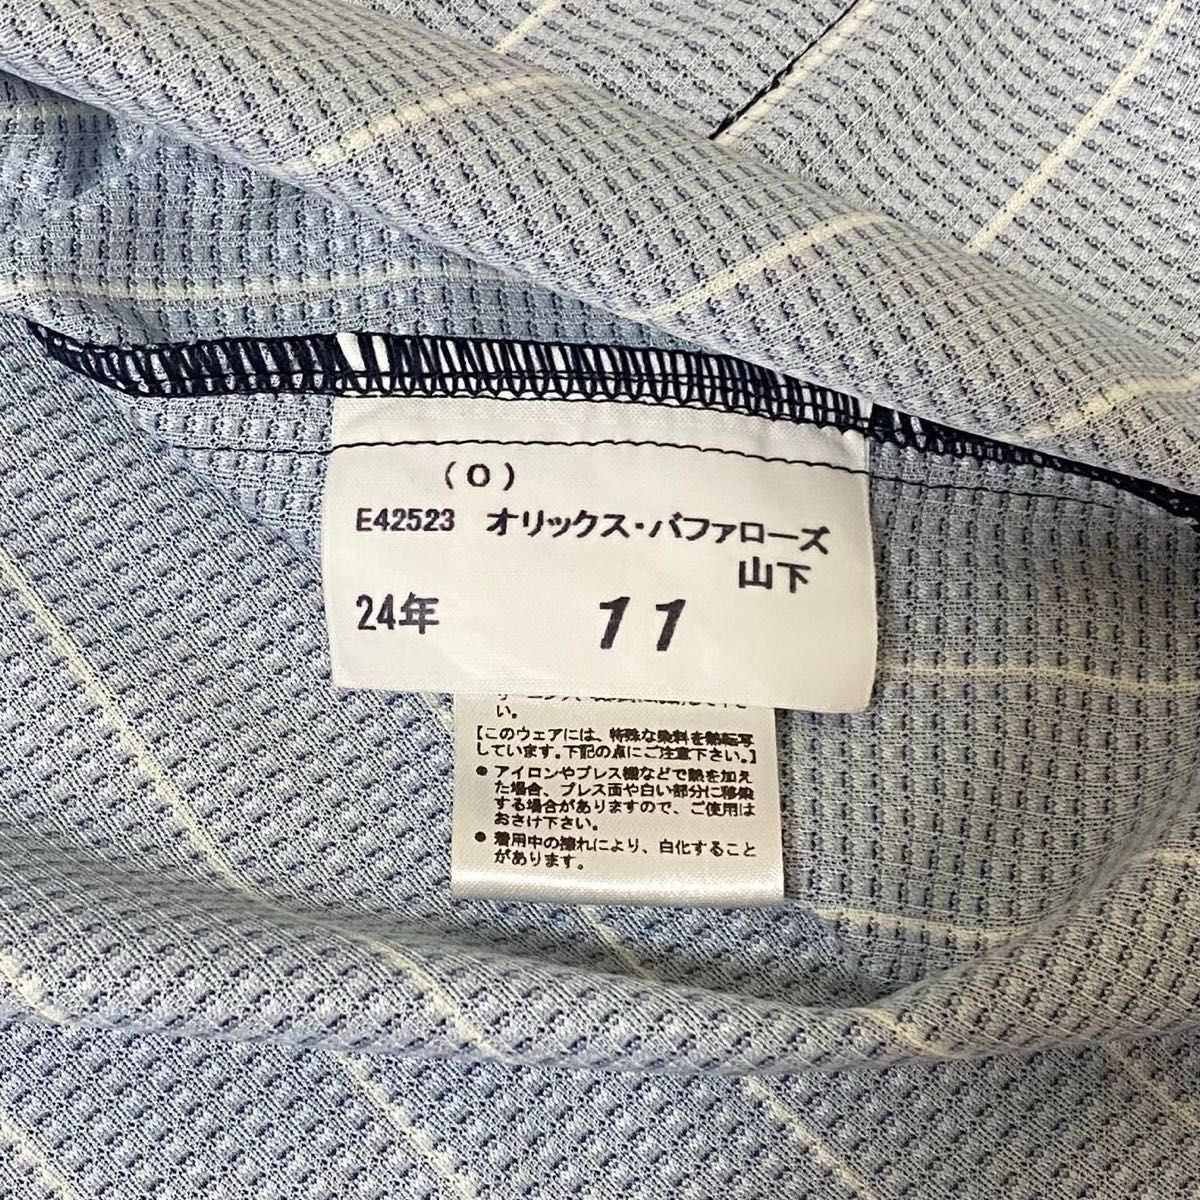 (O)
E42523 オリックス・バファローズ
山下
24年 11
い。
【このウェアには、特殊な染料を熱転写
しています。下記の点にご注意下さい。】
● アイロンやプレス機などで熱を加え
た場合、プレス面や白い部分に移染
する場合がありますので、ご使用は
おさけ下さい。
● 着用中の擦れにより、白化すること
があります。